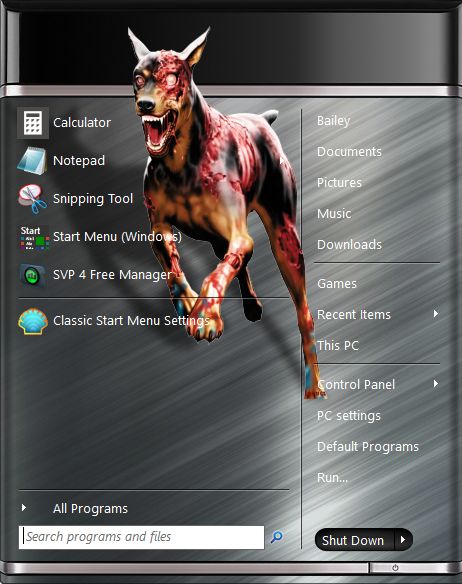 Calculator
Notepad
Snipping Tool
Start
Start Menu (Windows)
SVP 4 Free Manager
Classic Start Menu Settings
All Programs
Search programs and files
Bailey
Documents
Pictures
Music
Downloads
Games
Recent Items
This PC
Control Panel
PC settings
Default Programs
Run...
Shut Down